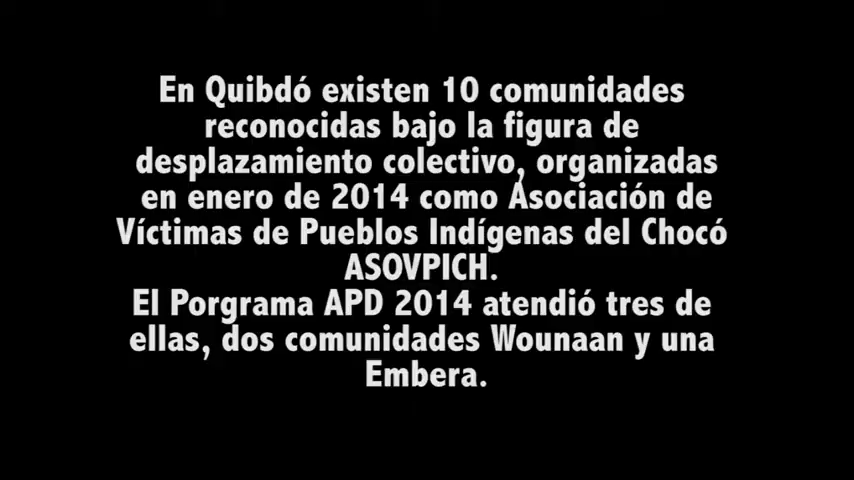 En Quibdó existen 10 comunidades
reconocidas bajo la figura de
desplazamiento colectivo, organizadas
en enero de 2014 como Asociación de
Víctimas de Pueblos Indígenas del Chocó
ASOVPICH.
El Porgrama APD 2014 atendió tres de
ellas, dos comunidades Wounaan y una
Embera.